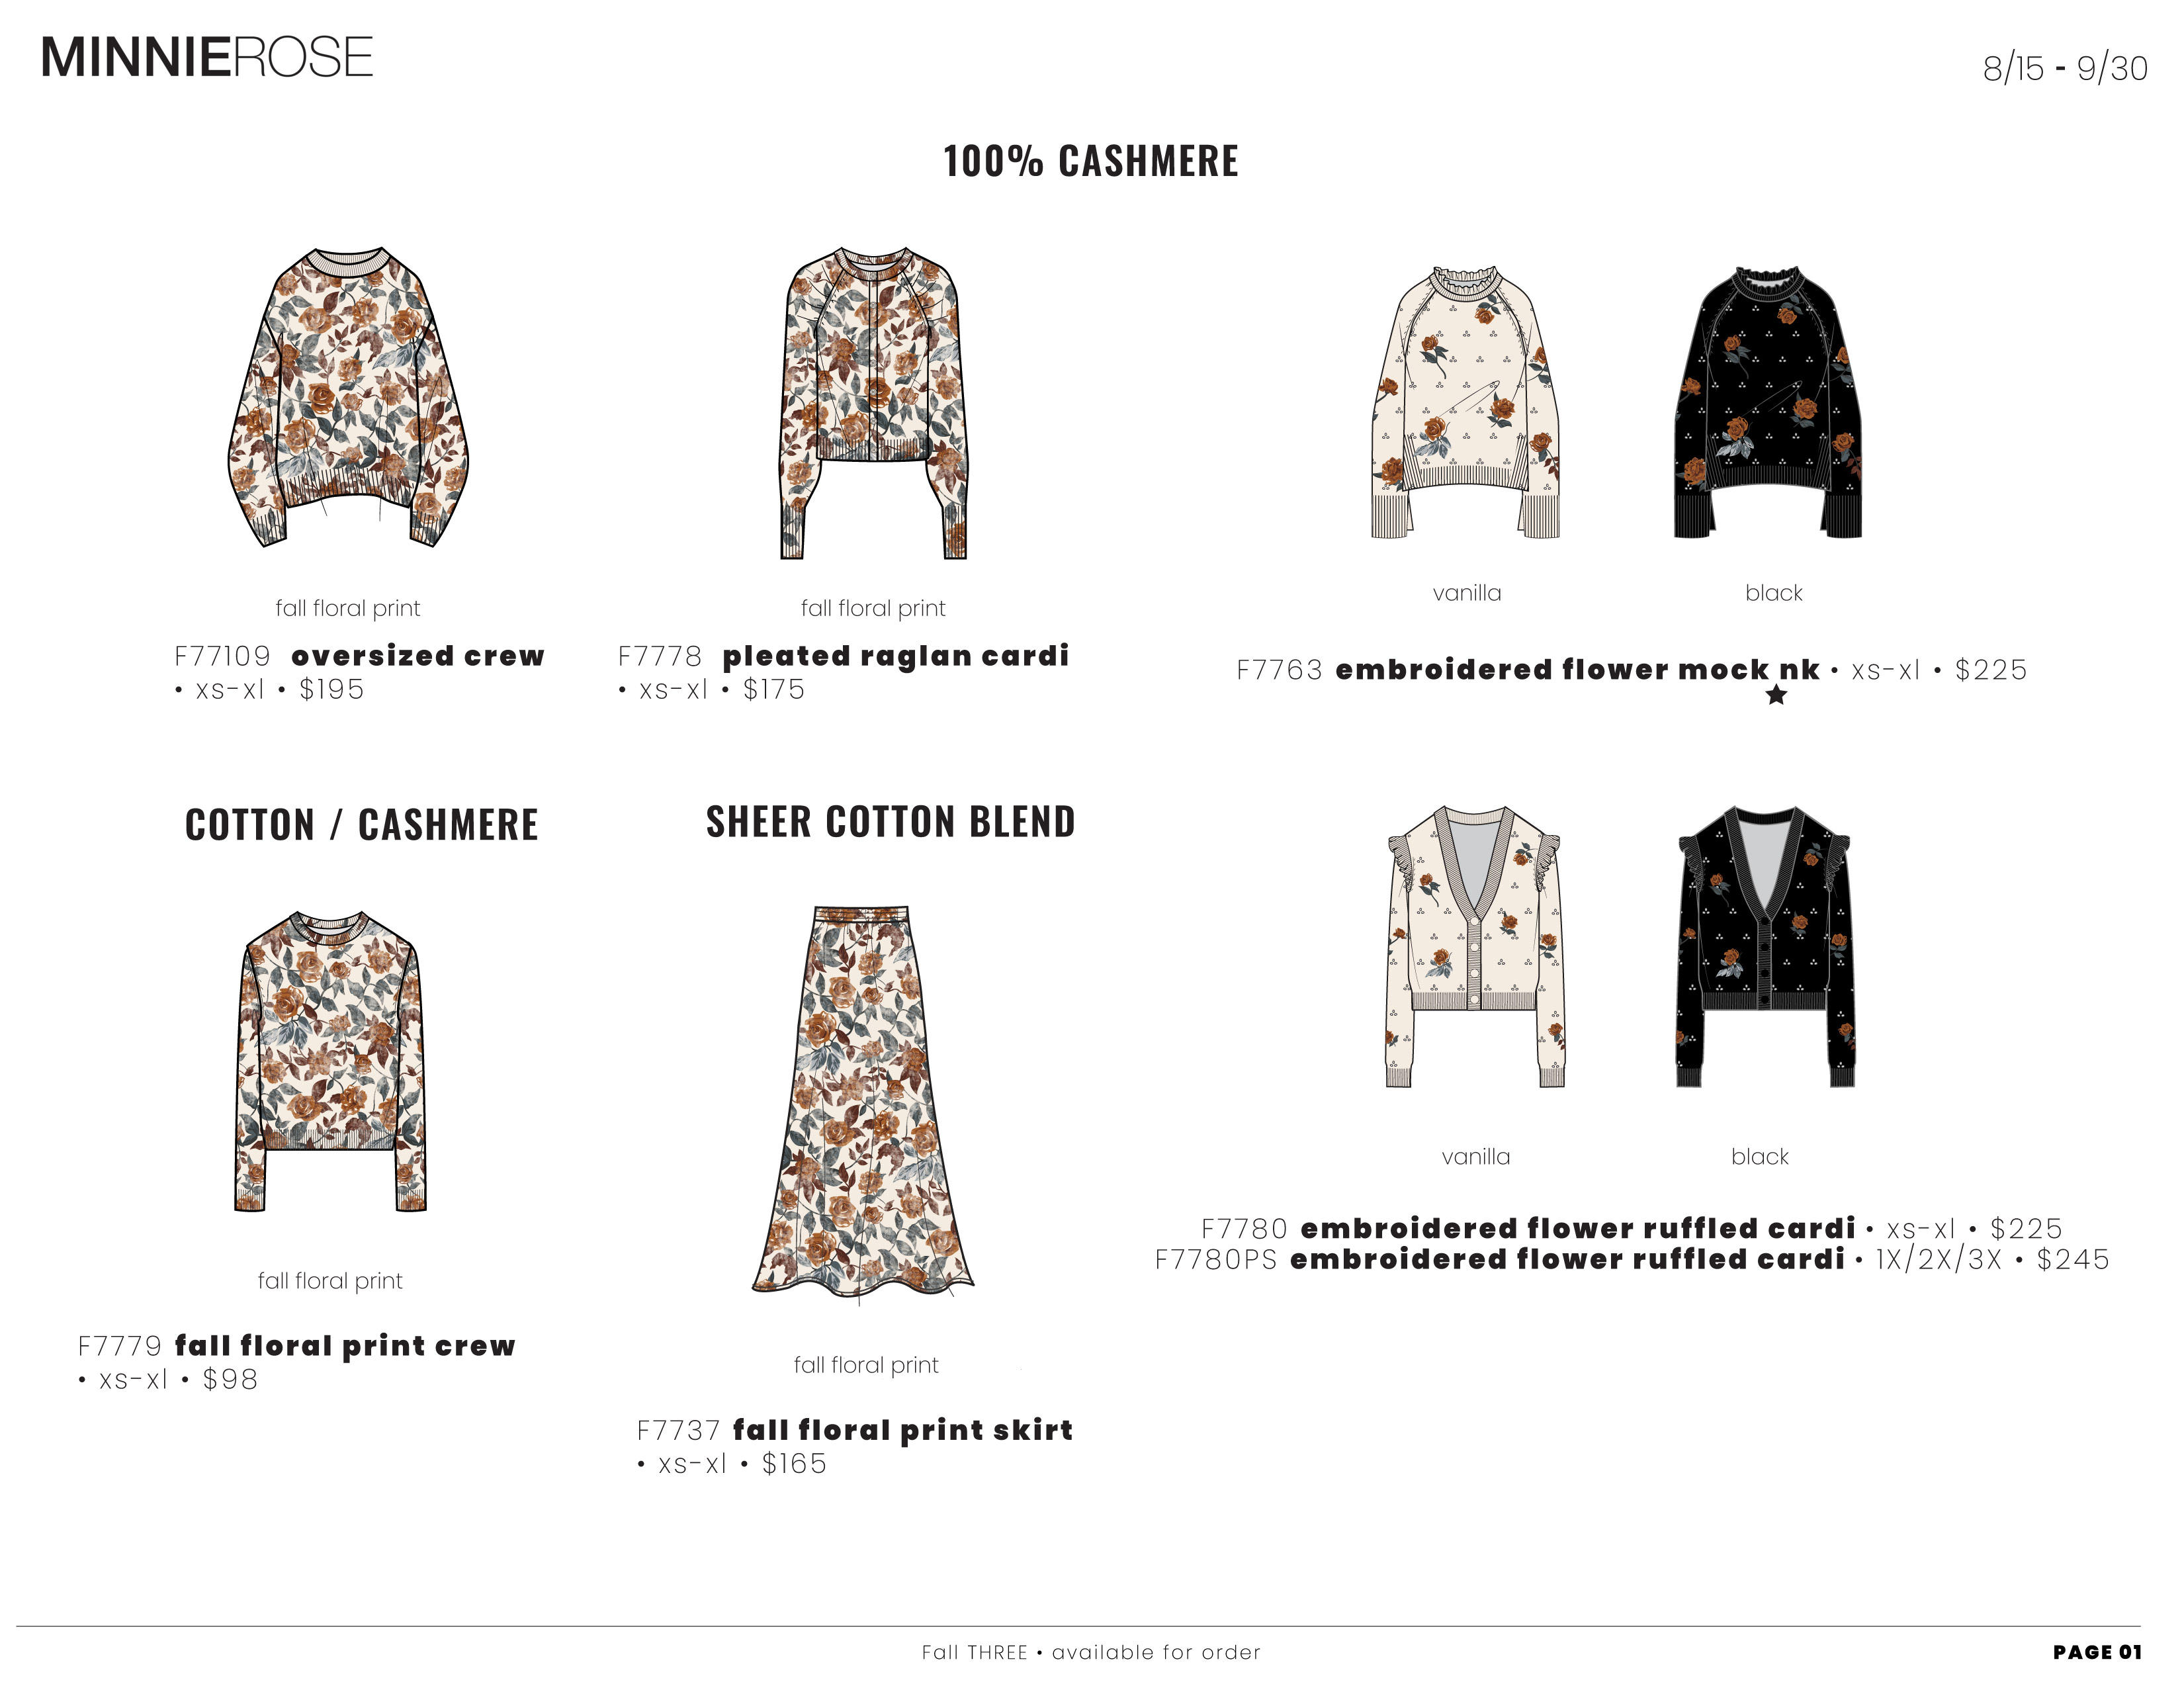 MINNIEROSE
8/15 - 9/30
100% CASHMERE
fall floral print
F77109 oversized crew
• xs-xl • $195
fall floral print
F7778 pleated raglan cardi
• xs-xl • $175
vanilla
black
F7763 embroidered flower mock nk • xs-xl • $225
COTTON / CASHMERE
fall floral print
F7779 fall floral print crew
• xs-xl • $98
SHEER COTTON BLEND
fall floral print
F7737 fall floral print skirt
• xs-xl • $165
vanilla
black
F7780 embroidered flower ruffled cardi • xs-xl • $225
F7780PS embroidered flower ruffled cardi • 1X/2X/3X • $245
Fall THREE • available for order
PAGE 01